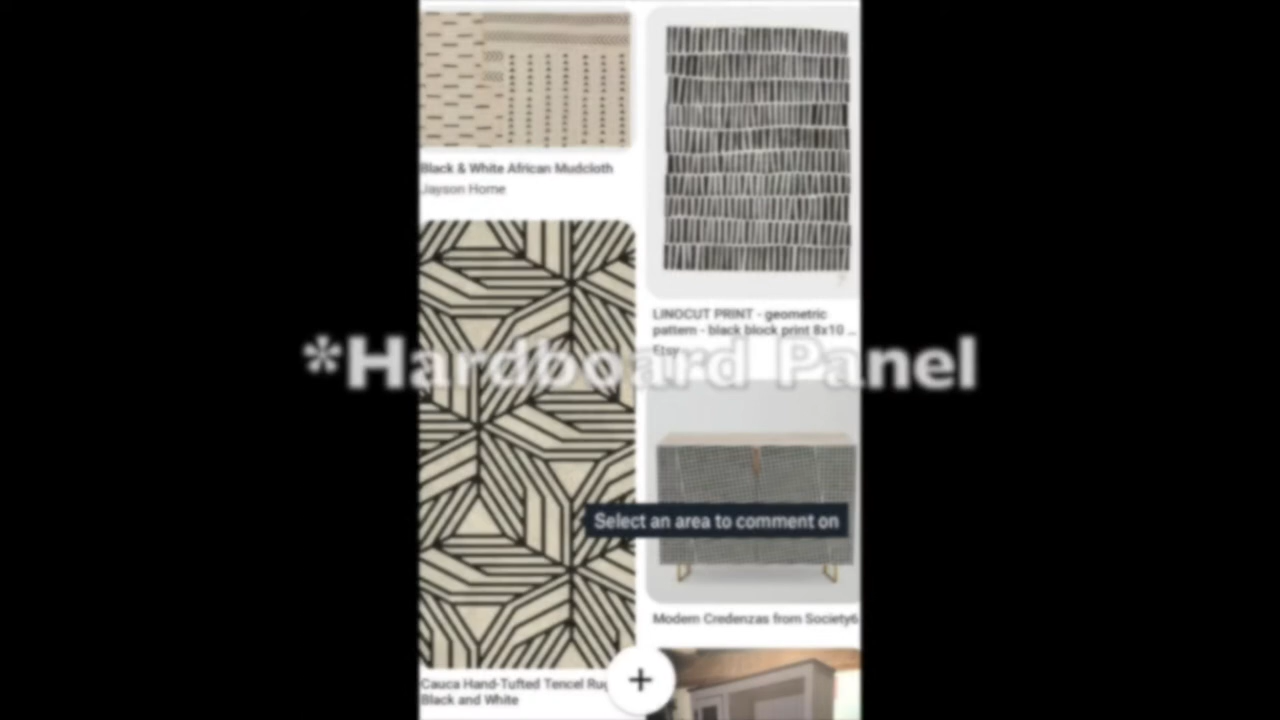 Black & White African Mudcloth
Jayson Home
LINOCUT PRINT - geometric
pattern - black block print 8x10 ...
Etsy
*Hardboard Panel
Select an area to comment on
Modern Credenzas from Society6
Cauca Hand-Tufted Tencel Rug
Black and White